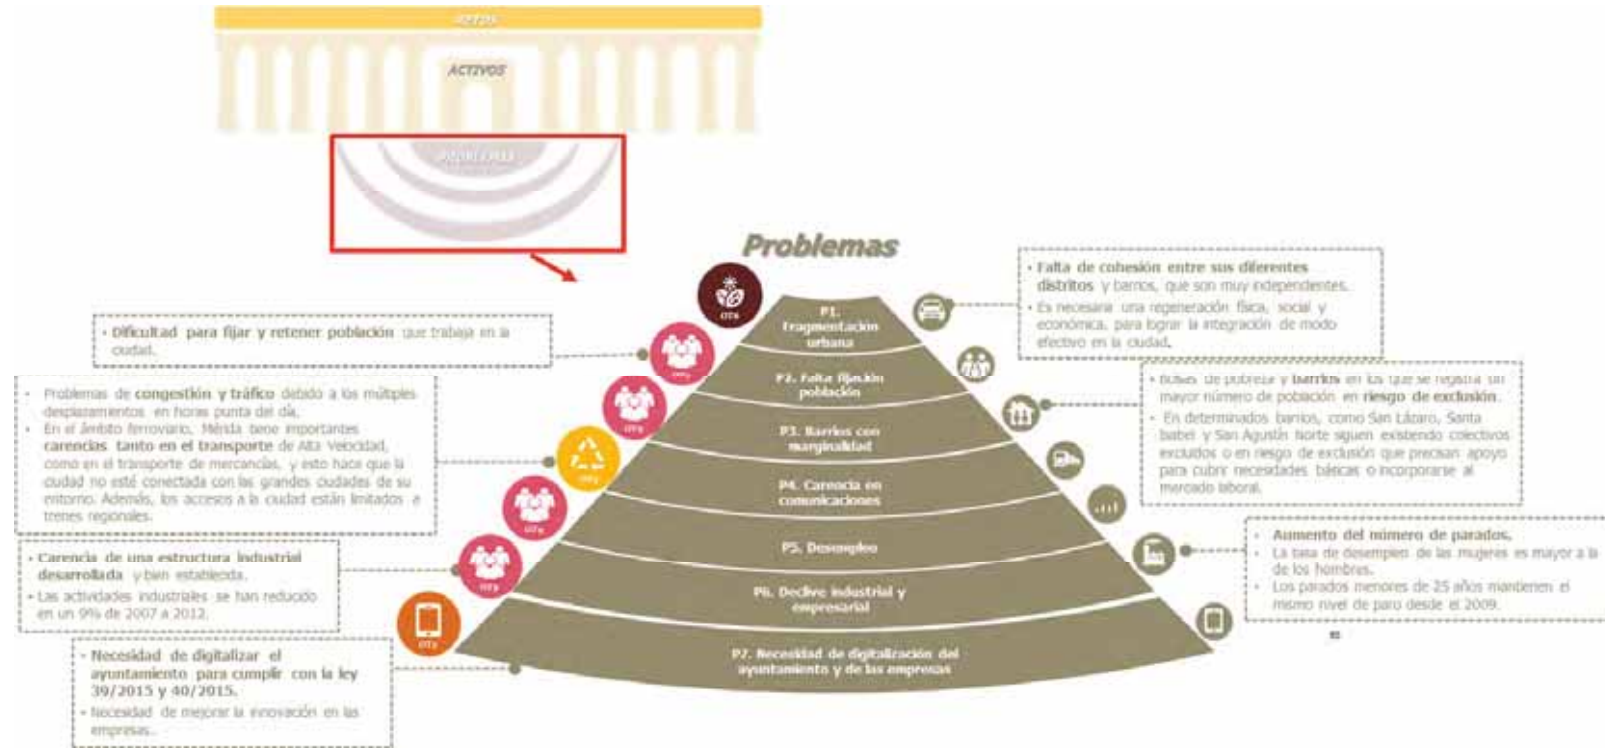 RETOS
ACTIVOS
PROBLEMAS
Problemas
• Falta de cohesión entre sus diferentes
distritos y barrios, que son muy independientes.
• Es necesaria una regeneración física, social y
económica, para lograr la integración de modo
efectivo en la ciudad.
P1.
Fragmentación
urbana
• Dificultad para fijar y retener población que trabaja en la
ciudad.
P2. Falta fijación
población
• Bolsas de pobreza y barrios en los que se registra un
mayor número de población en riesgo de exclusión.
• En determinados barrios, como San Lázaro, Santa
Isabel y San Agustín Norte siguen existiendo colectivos
excluidos o en riesgo de exclusión que precisan apoyo
para cubrir necesidades básicas o incorporarse al
mercado laboral.
P3. Barrios con
marginalidad
• Problemas de congestión y tráfico debido a los múltiples
desplazamientos en horas punta del día.
• En el ámbito ferroviario, Mérida tiene importantes
carencias tanto en el transporte de Alta Velocidad,
como en el transporte de mercancías, y esto hace que la
ciudad no esté conectada con las grandes ciudades de su
entorno. Además, los accesos a la ciudad están limitados a
trenes regionales.
P4. Carencia en
comunicaciones
P5. Desempleo
• Aumento del número de parados.
• La tasa de desempleo de las mujeres es mayor a la
de los hombres.
• Los parados menores de 25 años mantienen el
mismo nivel de paro desde el 2009.
• Carencia de una estructura industrial
desarrollada y bien establecida.
• Las actividades industriales se han reducido
en un 9% de 2007 a 2012.
P6. Declive industrial y
empresarial
P7. Necesidad de digitalización del
ayuntamiento y de las empresas
• Necesidad de digitalizar el
ayuntamiento para cumplir con la ley
39/2015 y 40/2015.
• Necesidad de mejorar la innovación en las
empresas..